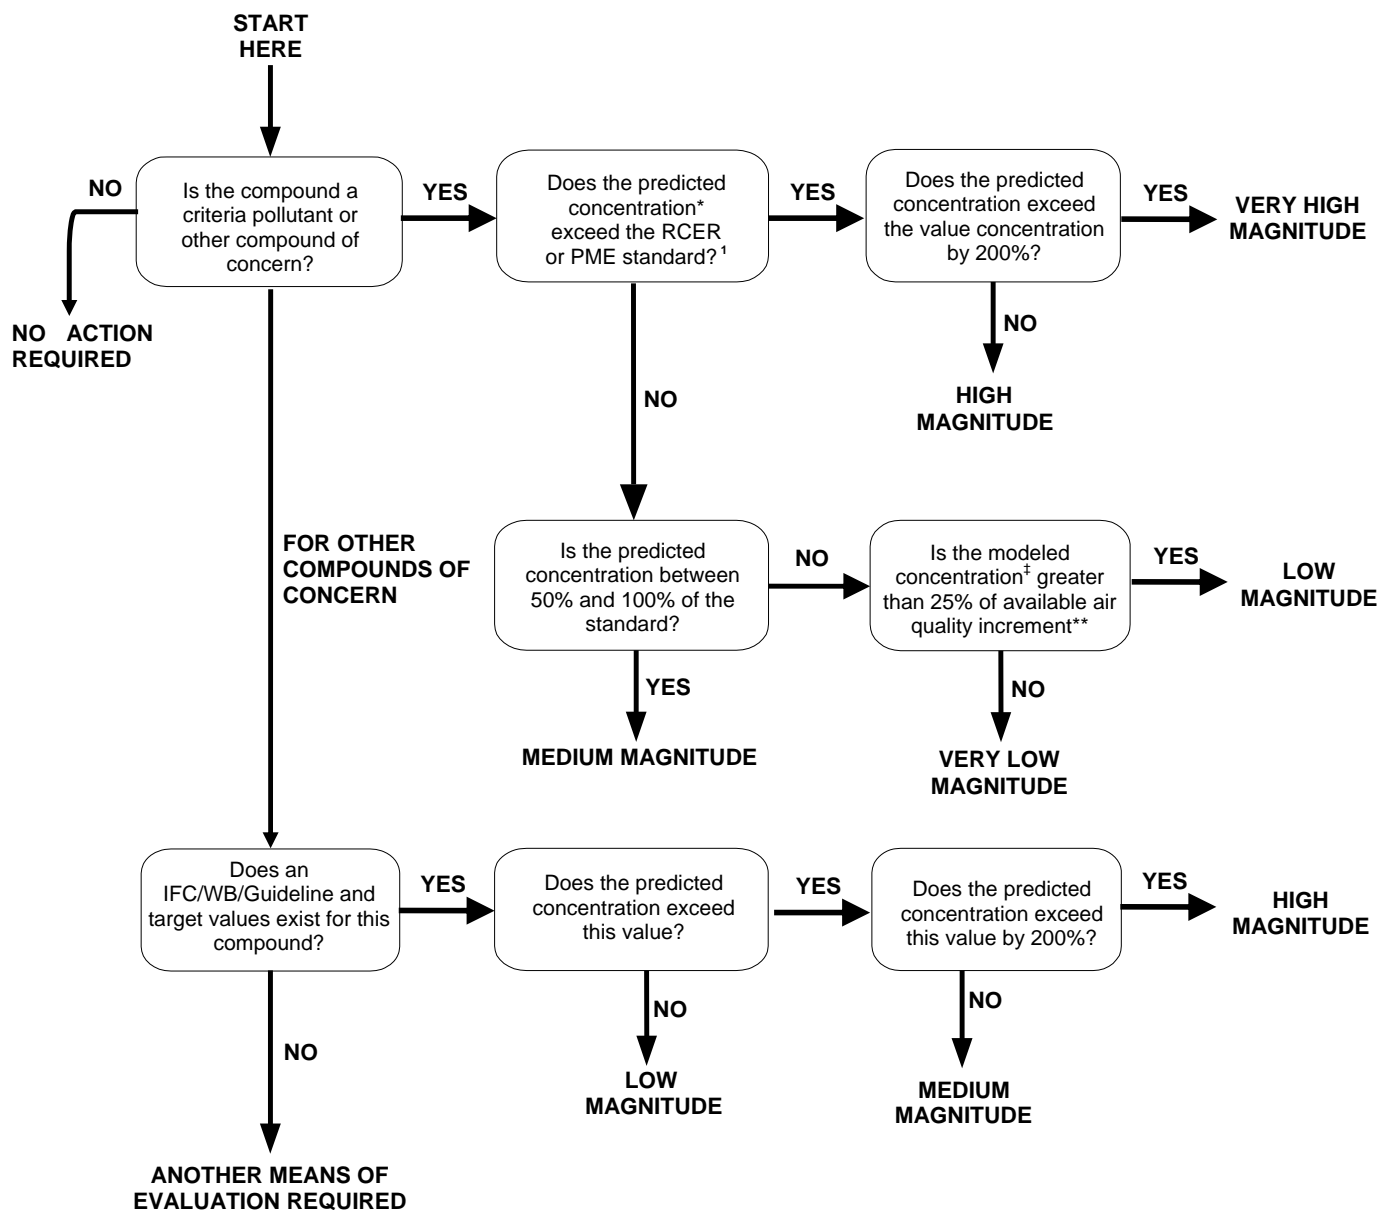 START
HERE
NO
Is the compound a
criteria pollutant or
other compound of
concern?
YES
Does the predicted
concentration*
exceed the RCER
or PME standard? ¹
YES
Does the predicted
concentration exceed
the value concentration
by 200%?
YES
VERY HIGH
MAGNITUDE
NO ACTION
REQUIRED
NO
HIGH
MAGNITUDE
NO
FOR OTHER
COMPOUNDS OF
CONCERN
Is the predicted
concentration between
50% and 100% of the
standard?
NO
Is the modeled
concentration‡ greater
than 25% of available air
quality increment**
YES
LOW
MAGNITUDE
YES
MEDIUM MAGNITUDE
NO
VERY LOW
MAGNITUDE
Does an
IFC/WB/Guideline and
target values exist for this
compound?
YES
Does the predicted
concentration exceed
this value?
YES
Does the predicted
concentration exceed
this value by 200%?
YES
HIGH
MAGNITUDE
NO
LOW
MAGNITUDE
NO
MEDIUM
MAGNITUDE
NO
ANOTHER MEANS OF
EVALUATION REQUIRED